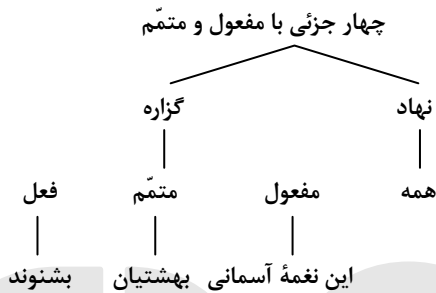 چهار جزئی با مفعول و متمّم
نهاد گزاره
همه مفعول متمّم فعل
این نغمهٔ آسمانی بهشتیان بشنوند